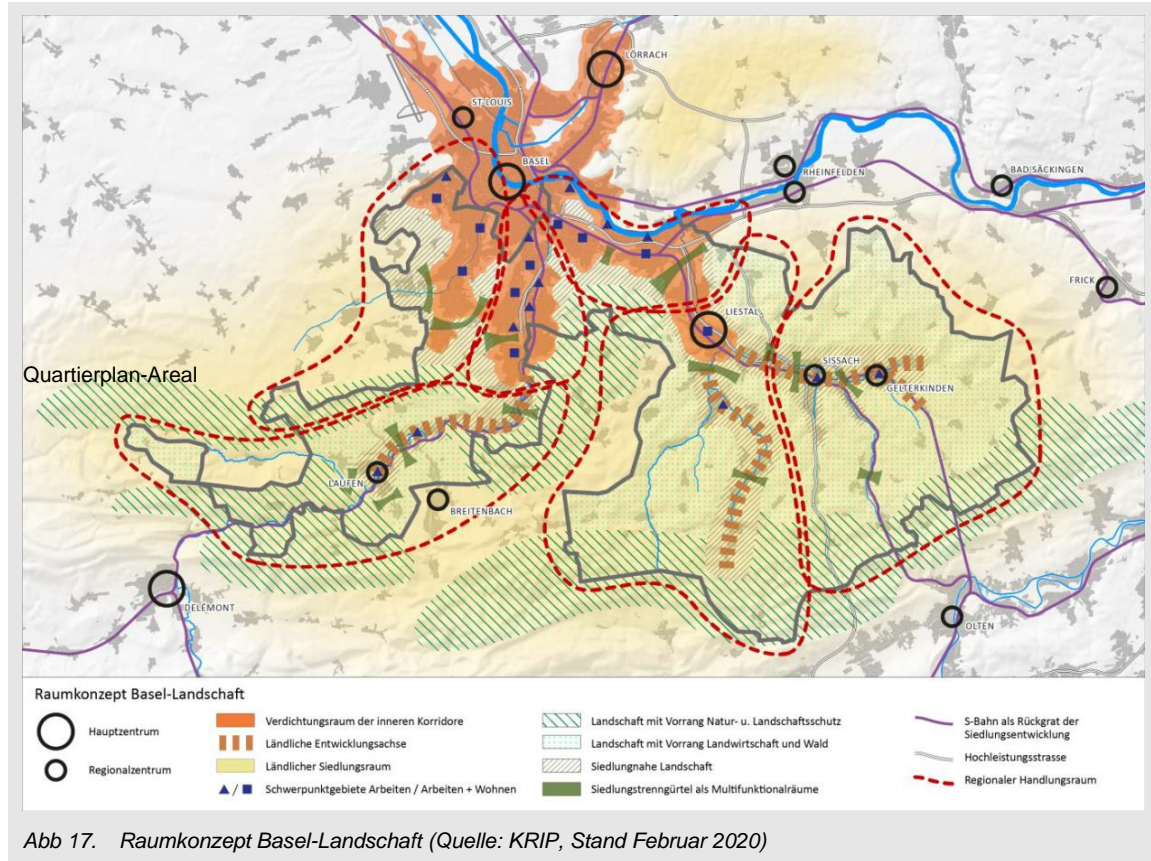 LÖRRACH
ST-LOUIS
BASEL
RHEINFELDEN
BAD SÄCKINGEN
FRICK
LIESTAL
Quartierplan-Areal
SISSACH
GELTERKINDEN
LAUFEN
BREITENBACH
DELÉMONT
OLTEN
Raumkonzept Basel-Landschaft
Hauptzentrum
Regionalzentrum
Verdichtungsraum der inneren Korridore
Ländliche Entwicklungsachse
Ländlicher Siedlungsraum
/ Schwerpunktgebiete Arbeiten / Arbeiten + Wohnen
Landschaft mit Vorrang Natur- u. Landschaftsschutz
Landschaft mit Vorrang Landwirtschaft und Wald
Siedlungnahe Landschaft
Siedlungstrenngürtel als Multifunktionalräume
S-Bahn als Rückgrat der
Siedlungsentwicklung
Hochleistungsstrasse
Regionaler Handlungsraum
Abb 17. Raumkonzept Basel-Landschaft (Quelle: KRIP, Stand Februar 2020)